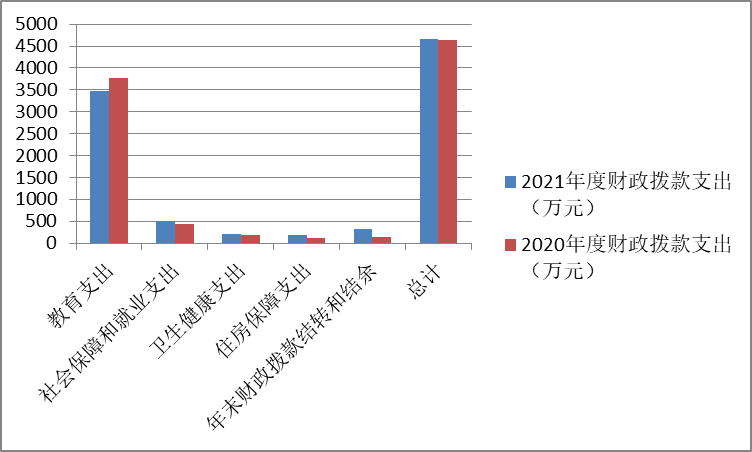 5000
4500
4000
3500
3000
2500
2000
1500
1000
500
0
教育支出
社会保障和就业支出
卫生健康支出
住房保障支出
年末财政拨款结转和结余
总计
2021年度财政拨款支出
（万元）
2020年度财政拨款支出
（万元）